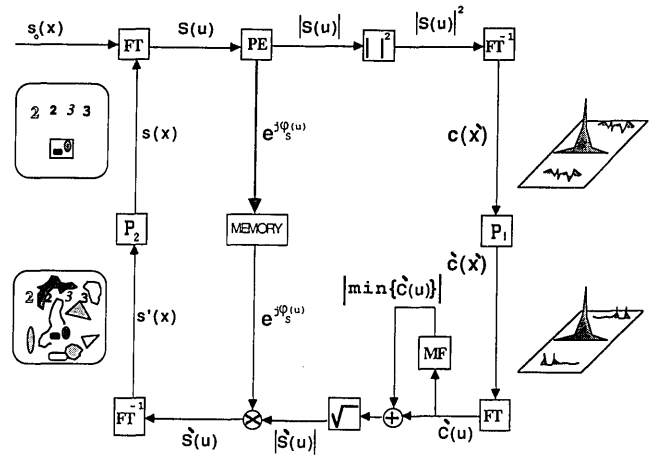 s₀(x)
FT
S(u)
PE
|S(u)|
| |²
|S(u)|²
FT⁻¹
2 2 3 3
s(x)
e^jφₛ(u)
c(x̀)
P₂
MEMORY
P₁
c̀(x̀)
|min{C̀(u)}|
2 2 3 3
s'(x)
e^jφₛ(u)
MF
FT⁻¹
S̀(u)
×
|S̀(u)|
√
+
C̀(u)
FT